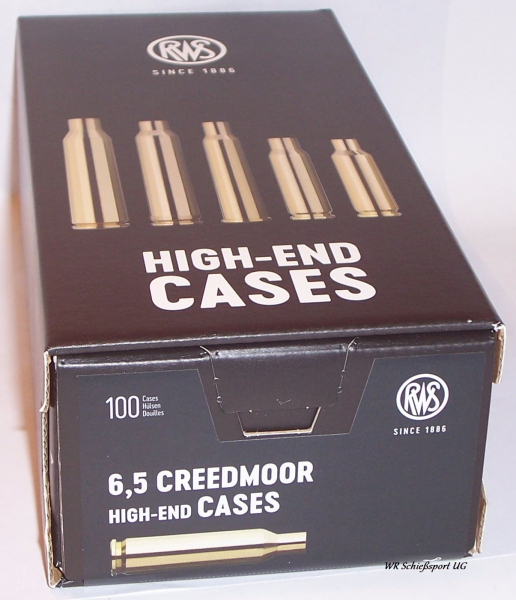 RWS
SINCE 1886
HIGH-END
CASES
100 Cases
Hülsen
Douilles
RWS
SINCE 1886
6,5 CREEDMOOR
HIGH-END CASES
WR Schießsport UG